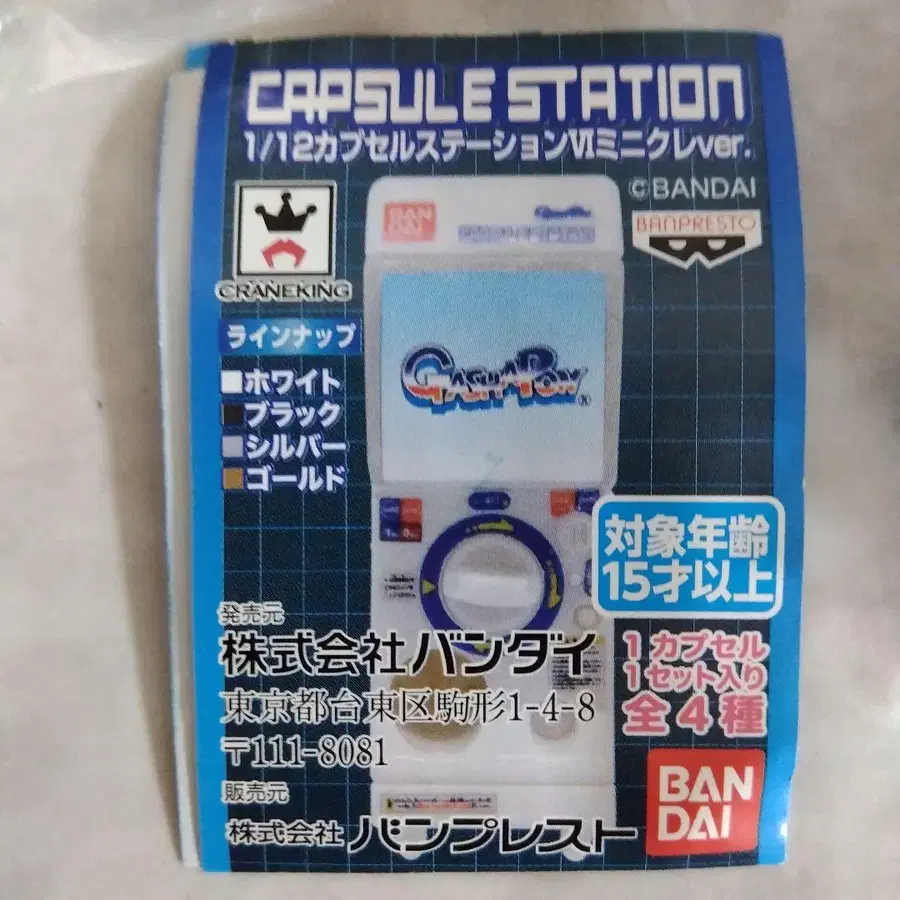 CAPSULE STATION
1/12カプセルステーションⅥミニクレver.
©BANDAI
BANPRESTO
CRANEKING
BAN
DAI
GASHAPON®
ラインナップ
ホワイト
ブラック
シルバー
ゴールド
対象年齢
15才以上
発売元
株式会社バンダイ
東京都台東区駒形1-4-8
〒111-8081
1カプセル
1セット入り
全4種
販売元
株式会社 バンプレスト
BAN
DAI